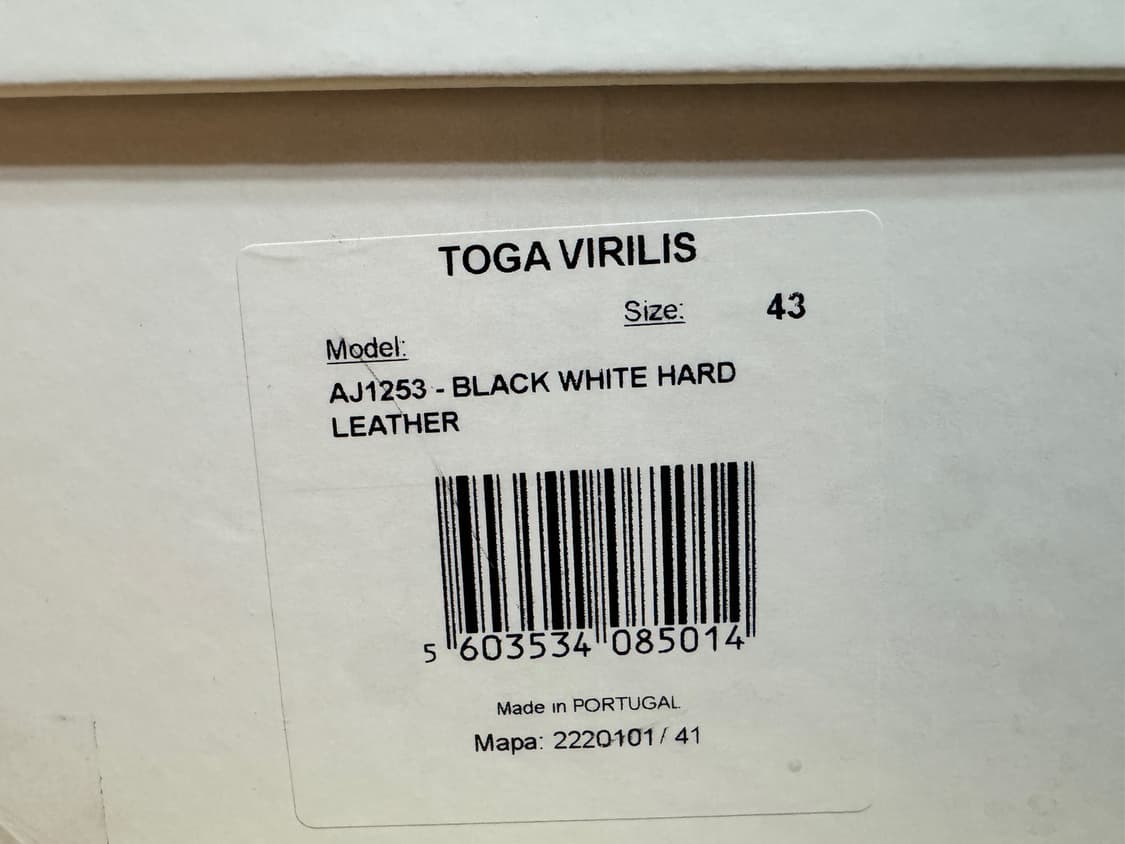 TOGA VIRILIS
Size: 43
Model:
AJ1253 - BLACK WHITE HARD
LEATHER
5 603534 085014
Made in PORTUGAL
Mapa: 2220101/ 41